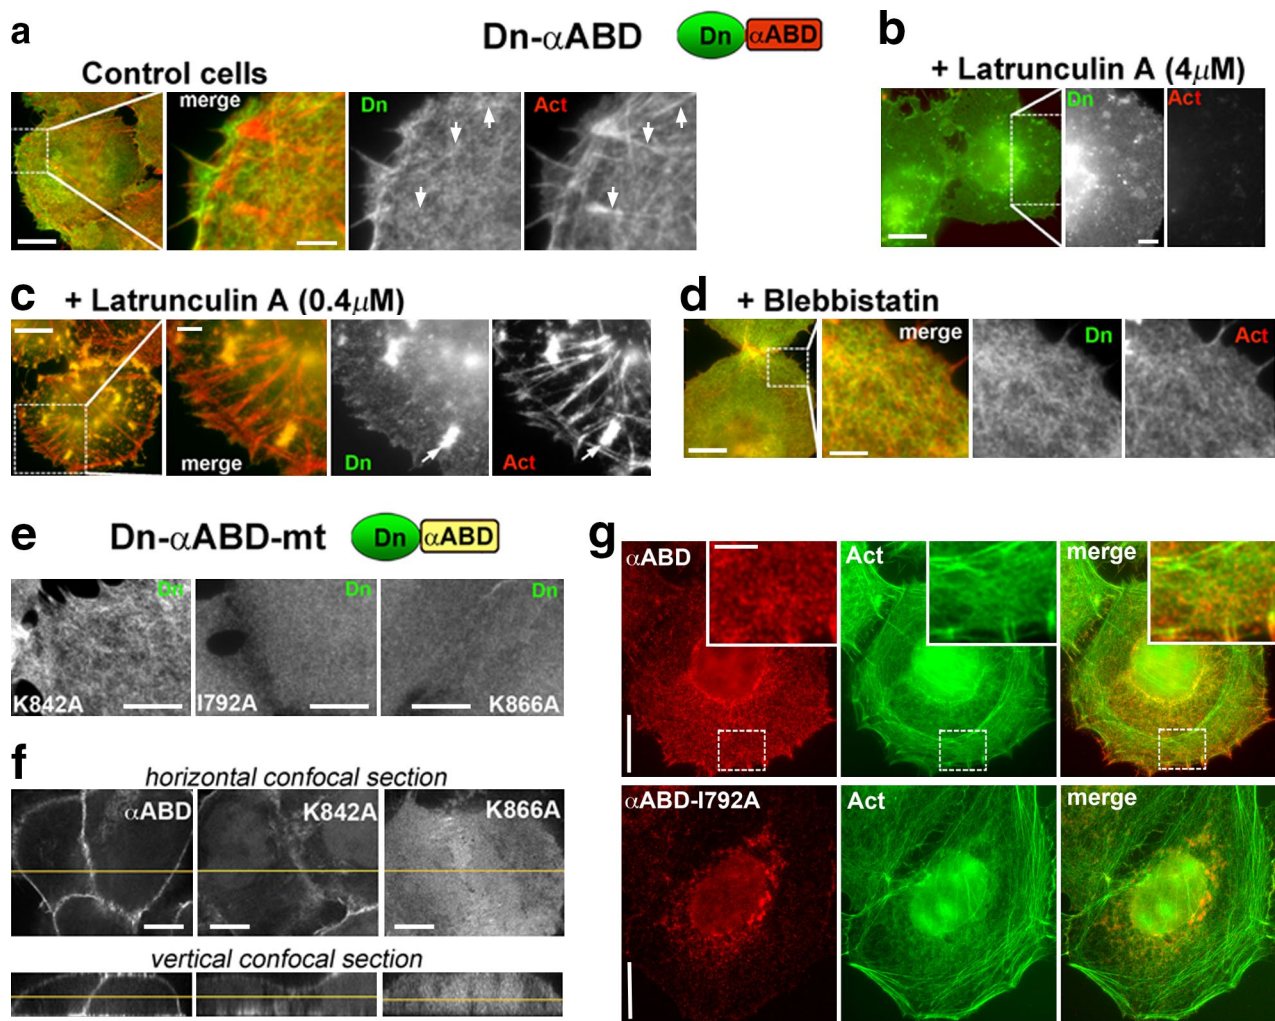 a
Dn-αABD
Dn
αABD
Control cells
merge
Dn
Act
b
+ Latrunculin A (4μM)
Dn
Act
c
+ Latrunculin A (0.4μM)
merge
Dn
Act
d
+ Blebbistatin
merge
Dn
Act
e
Dn-αABD-mt
Dn
αABD
Dn
K842A
Dn
I792A
Dn
K866A
f
horizontal confocal section
αABD
K842A
K866A
vertical confocal section
g
αABD
Act
merge
αABD-I792A
Act
merge